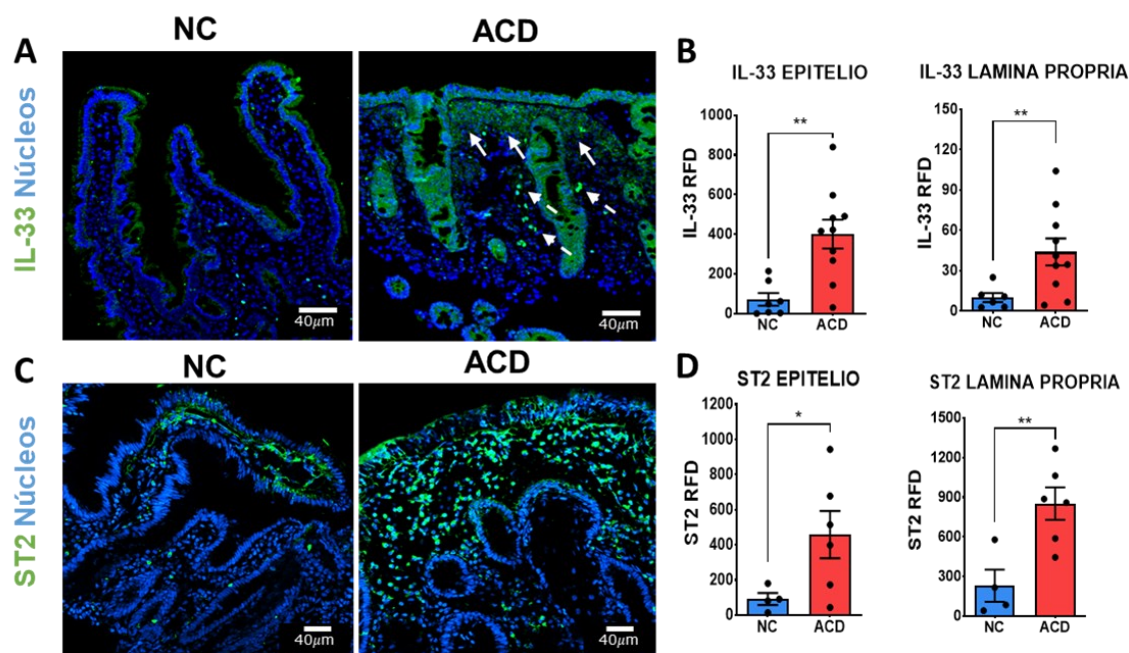 A
NC
ACD
IL-33 Núcleos
40µm
40µm
B
IL-33 EPITELIO
IL-33 RFD
1000
800
600
400
200
0
**
NC
ACD
IL-33 LAMINA PROPRIA
IL-33 RFD
150
120
90
60
30
0
**
NC
ACD
C
NC
ACD
ST2 Núcleos
40µm
40µm
D
ST2 EPITELIO
ST2 RFD
1200
1000
800
600
400
200
0
*
NC
ACD
ST2 LAMINA PROPRIA
ST2 RFD
1500
1200
900
600
300
0
**
NC
ACD